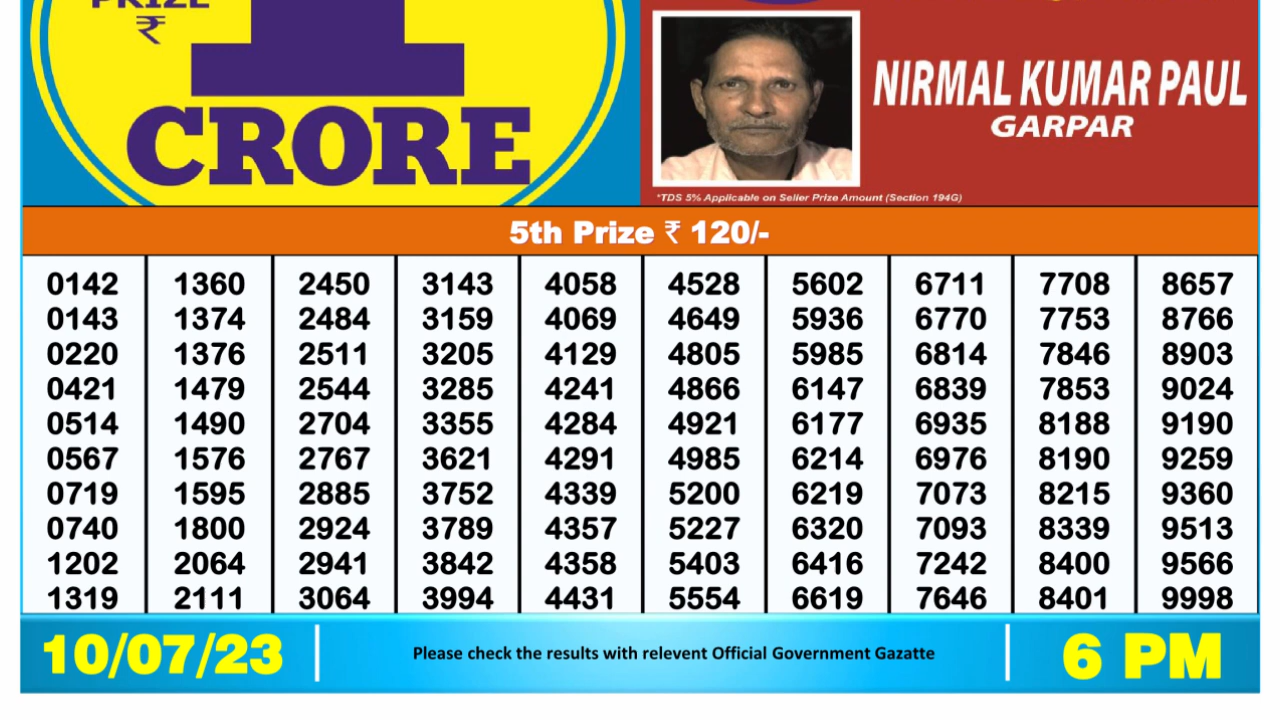 PRIZE
₹
1
CRORE
NIRMAL KUMAR PAUL
GARPAR
*TDS 5% Applicable on Seller Prize Amount (Section 194G)
5th Prize ₹ 120/-
0142 1360 2450 3143 4058 4528 5602 6711 7708 8657
0143 1374 2484 3159 4069 4649 5936 6770 7753 8766
0220 1376 2511 3205 4129 4805 5985 6814 7846 8903
0421 1479 2544 3285 4241 4866 6147 6839 7853 9024
0514 1490 2704 3355 4284 4921 6177 6935 8188 9190
0567 1576 2767 3621 4291 4985 6214 6976 8190 9259
0719 1595 2885 3752 4339 5200 6219 7073 8215 9360
0740 1800 2924 3789 4357 5227 6320 7093 8339 9513
1202 2064 2941 3842 4358 5403 6416 7242 8400 9566
1319 2111 3064 3994 4431 5554 6619 7646 8401 9998
10/07/23
Please check the results with relevent Official Government Gazatte
6 PM